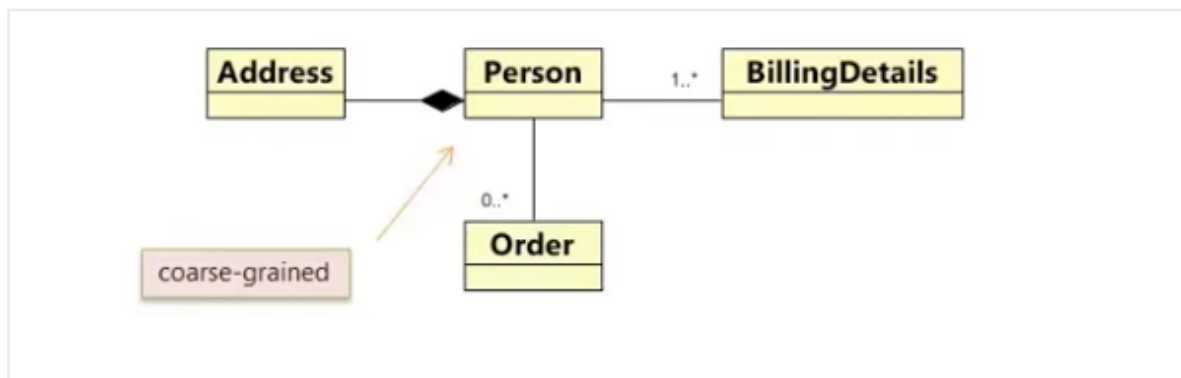 Address
Person
1..*
BillingDetails
0..*
Order
coarse-grained